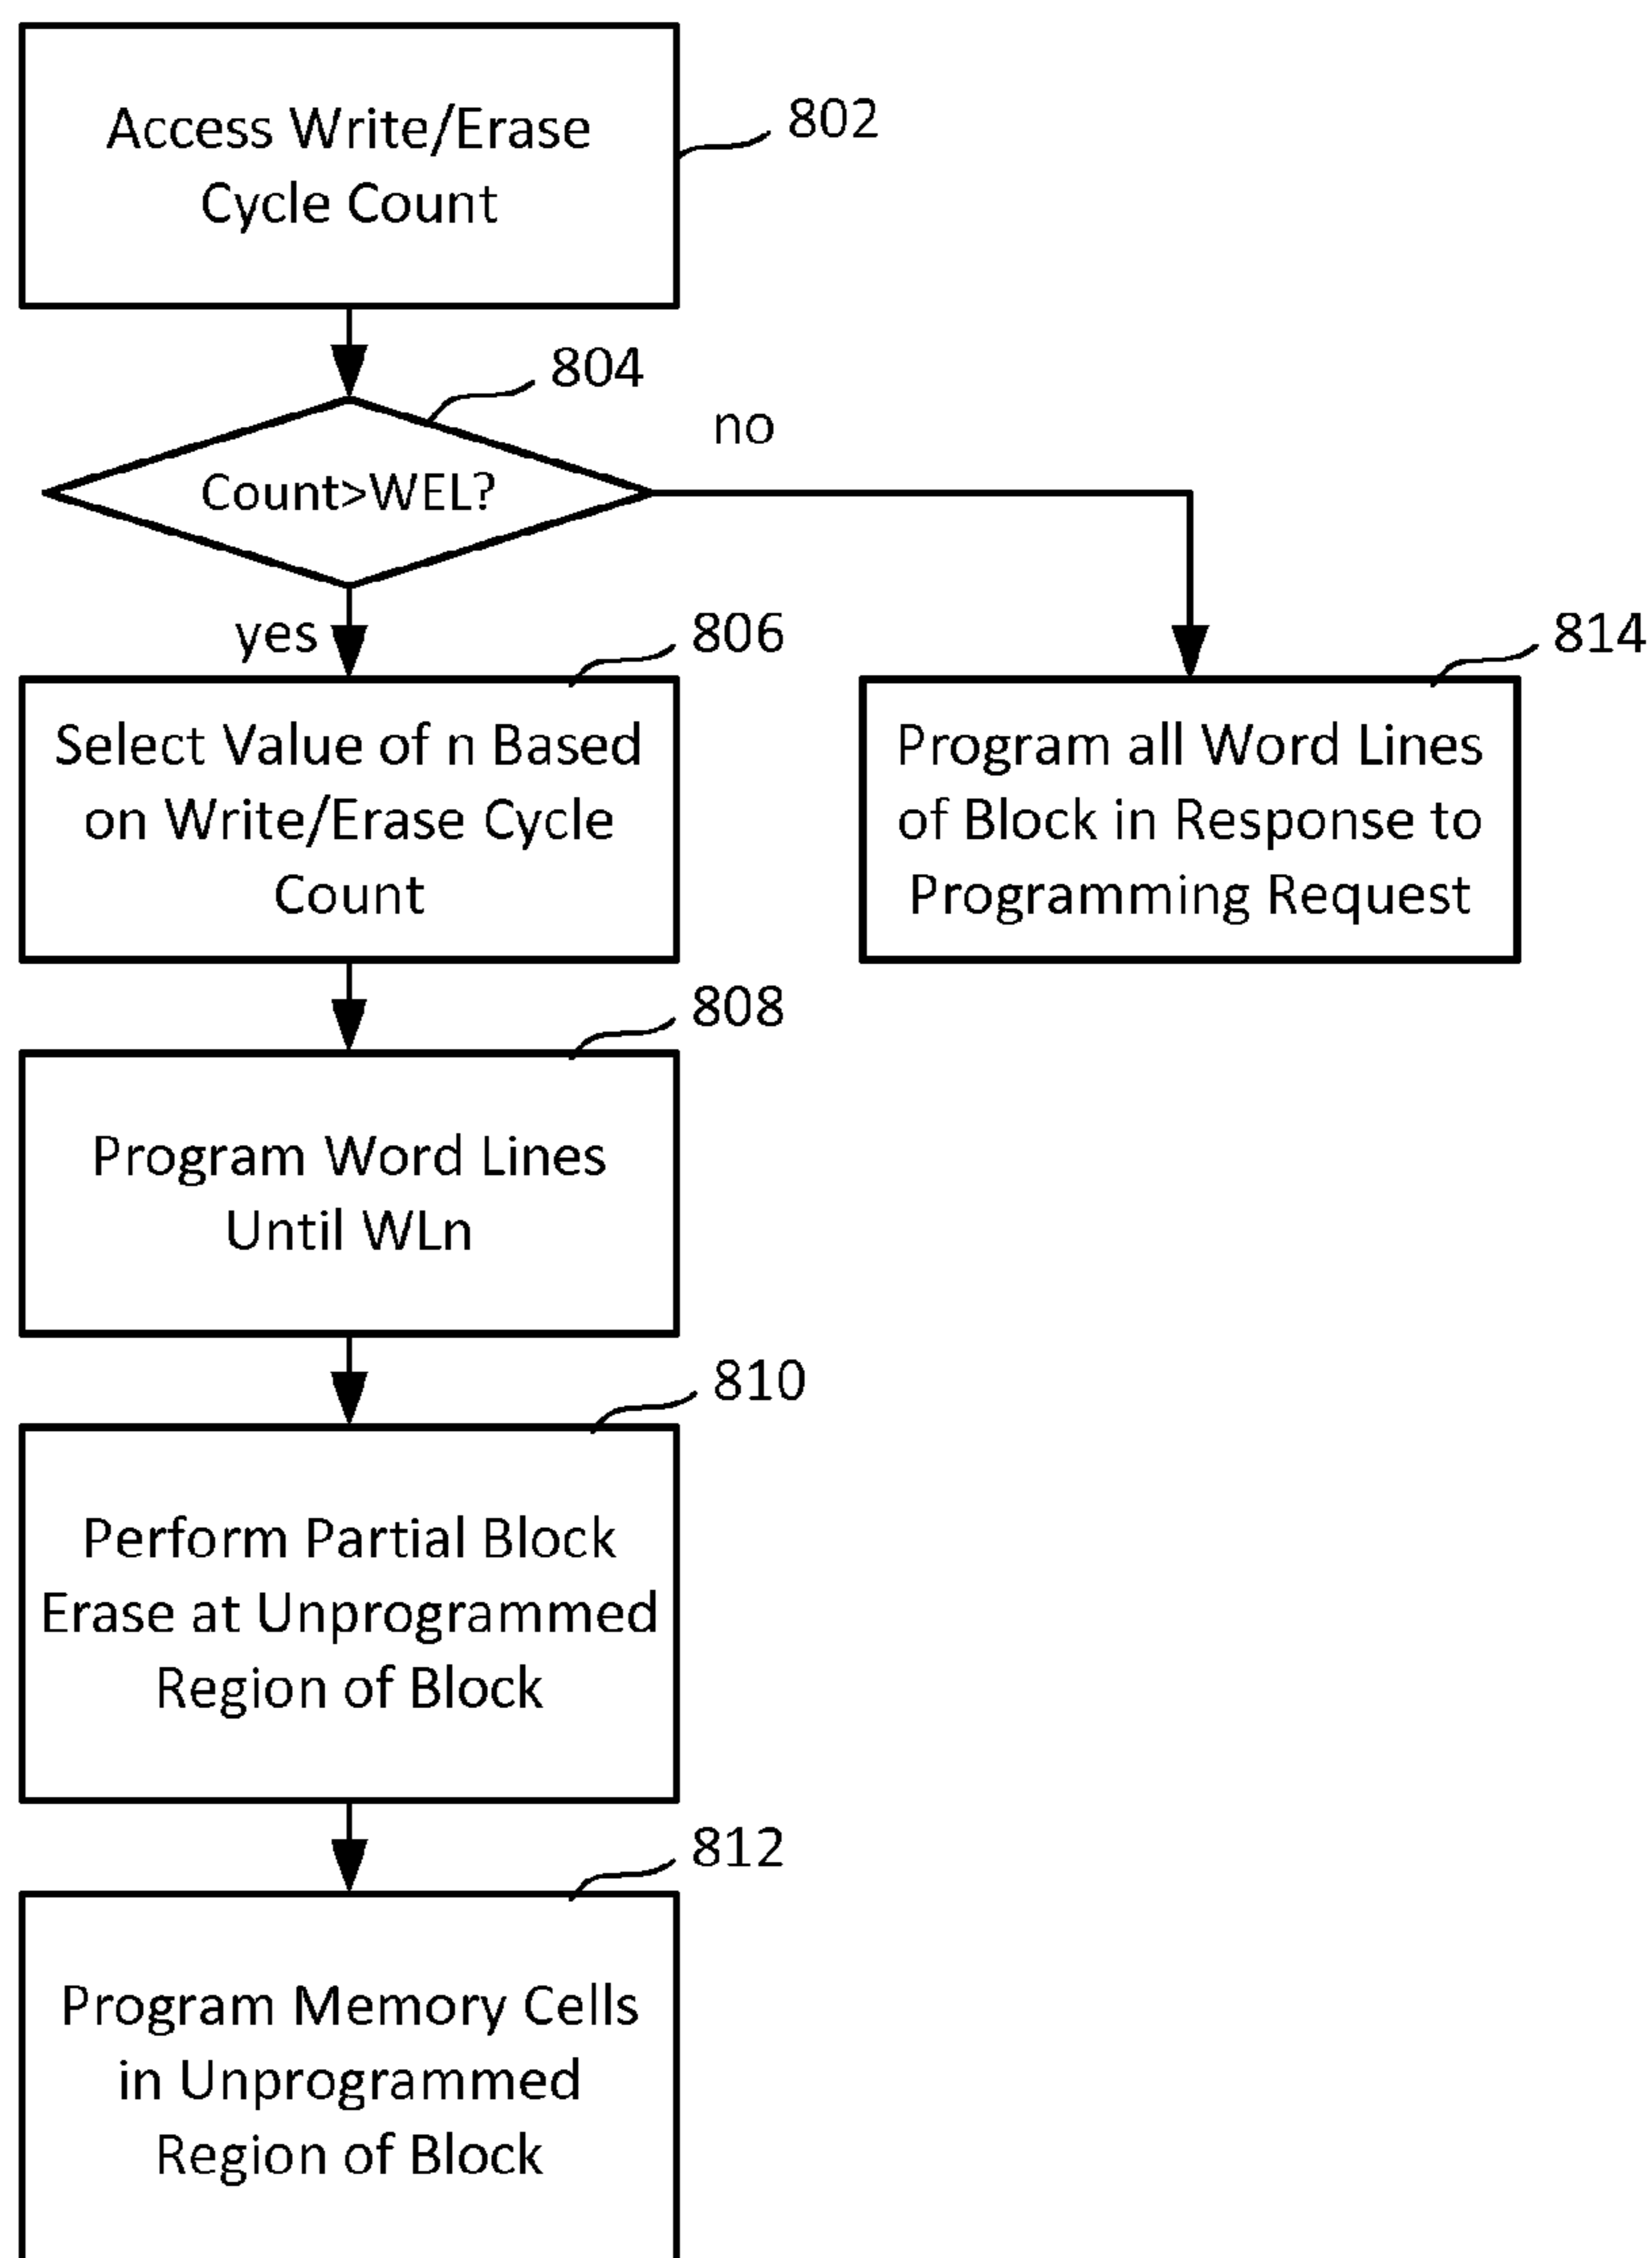 Access Write/Erase
Cycle Count
802
804
Count>WEL?
no
yes
806
Select Value of n Based
on Write/Erase Cycle
Count
814
Program all Word Lines
of Block in Response to
Programming Request
808
Program Word Lines
Until WLn
810
Perform Partial Block
Erase at Unprogrammed
Region of Block
812
Program Memory Cells
in Unprogrammed
Region of Block